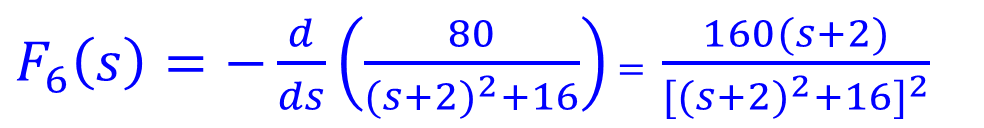 F₆(s) = − d/ds (80/((s+2)²+16)) = 160(s+2)/[(s+2)²+16]²